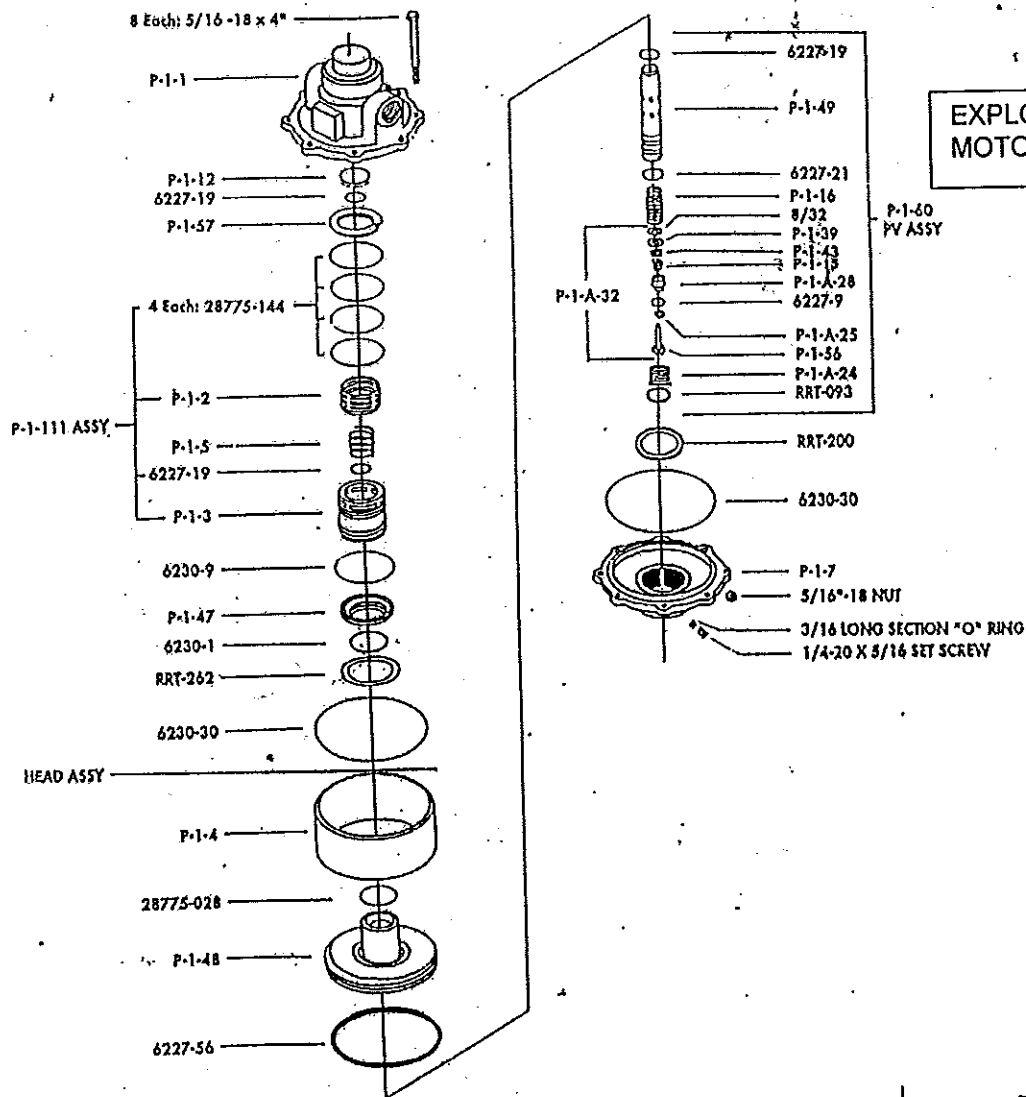 8 Each: 5/16 -18 x 4"
P-1-1
P-1-12
6227-19
P-1-57
4 Each: 28775-144
P-1-2
P-1-111 ASSY
P-1-5
6227-19
P-1-3
6230-9
P-1-47
6230-1
RRT-262
6230-30
HEAD ASSY
P-1-4
28775-028
P-1-48
6227-56
6227-19
P-1-49
6227-21
P-1-16
8/32
P-1-39
P-1-43
P-1-15
P-1-A-28
6227-9
P-1-A-25
P-1-56
P-1-A-24
RRT-093
P-1-A-32
P-1-60
PV ASSY
RRT-200
6230-30
P-1-7
5/16"-18 NUT
3/16 LONG SECTION "O" RING
1/4-20 X 5/16 SET SCREW
EXPLO
MOTO